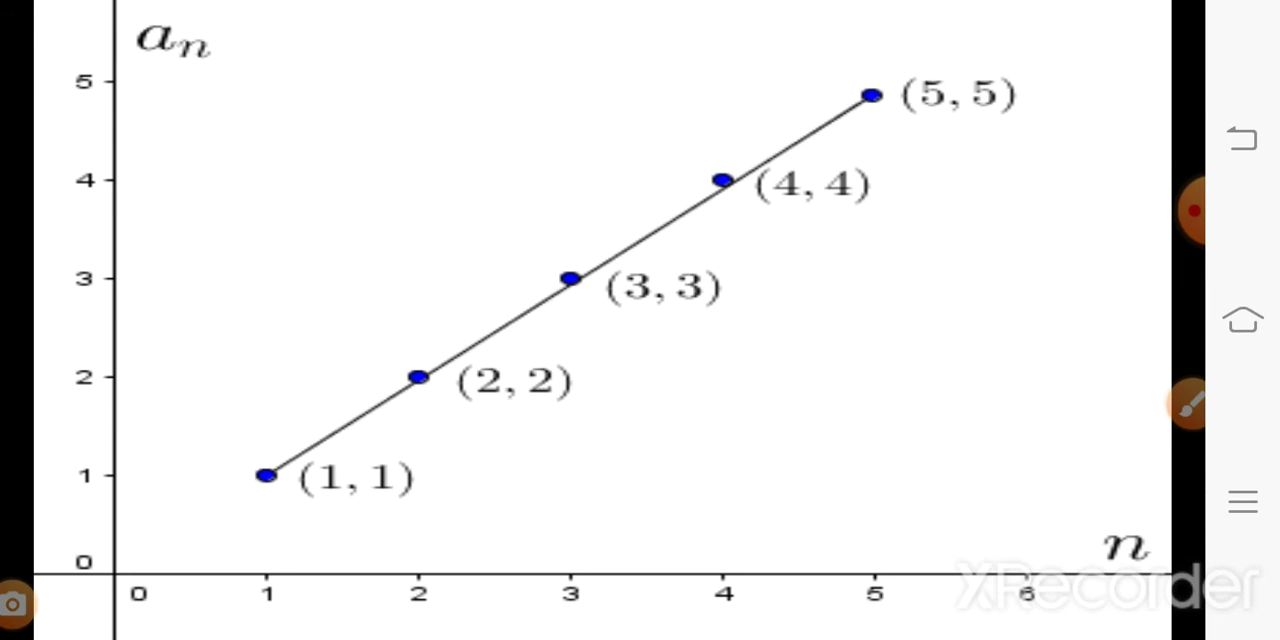 aₙ
5
(5, 5)
4
(4, 4)
3
(3, 3)
2
(2, 2)
1
(1, 1)
n
0
0 1 2 3 4 5 6
XRecorder